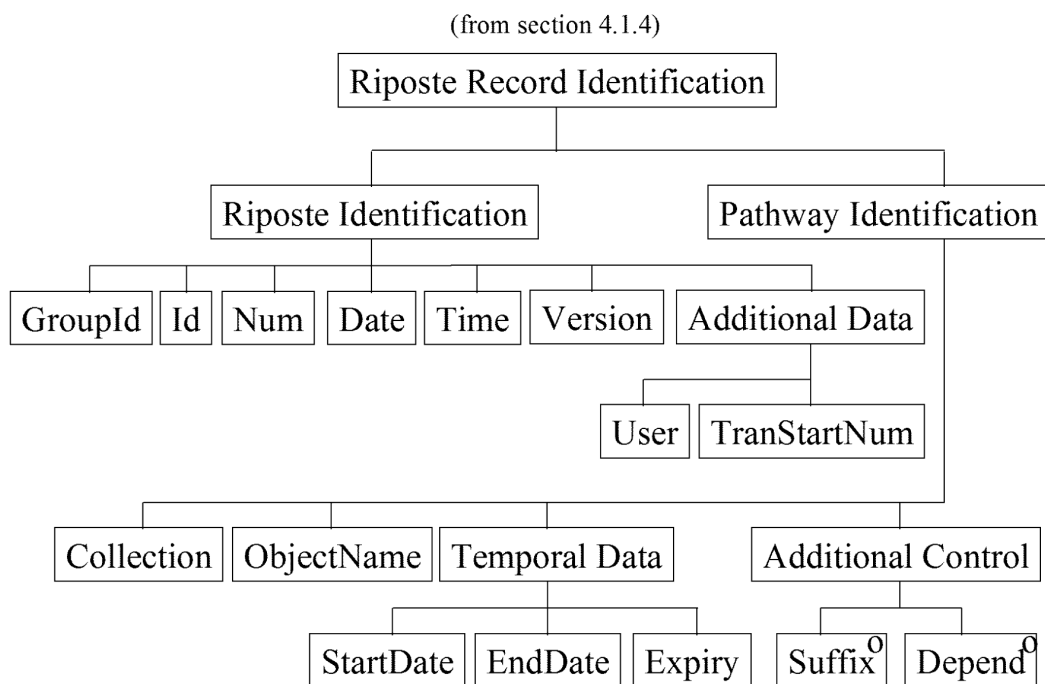 (from section 4.1.4)
Riposte Record Identification
Riposte Identification Pathway Identification
GroupId Id Num Date Time Version Additional Data
User TranStartNum
Collection ObjectName Temporal Data Additional Control
StartDate EndDate Expiry Suffix o Depend o